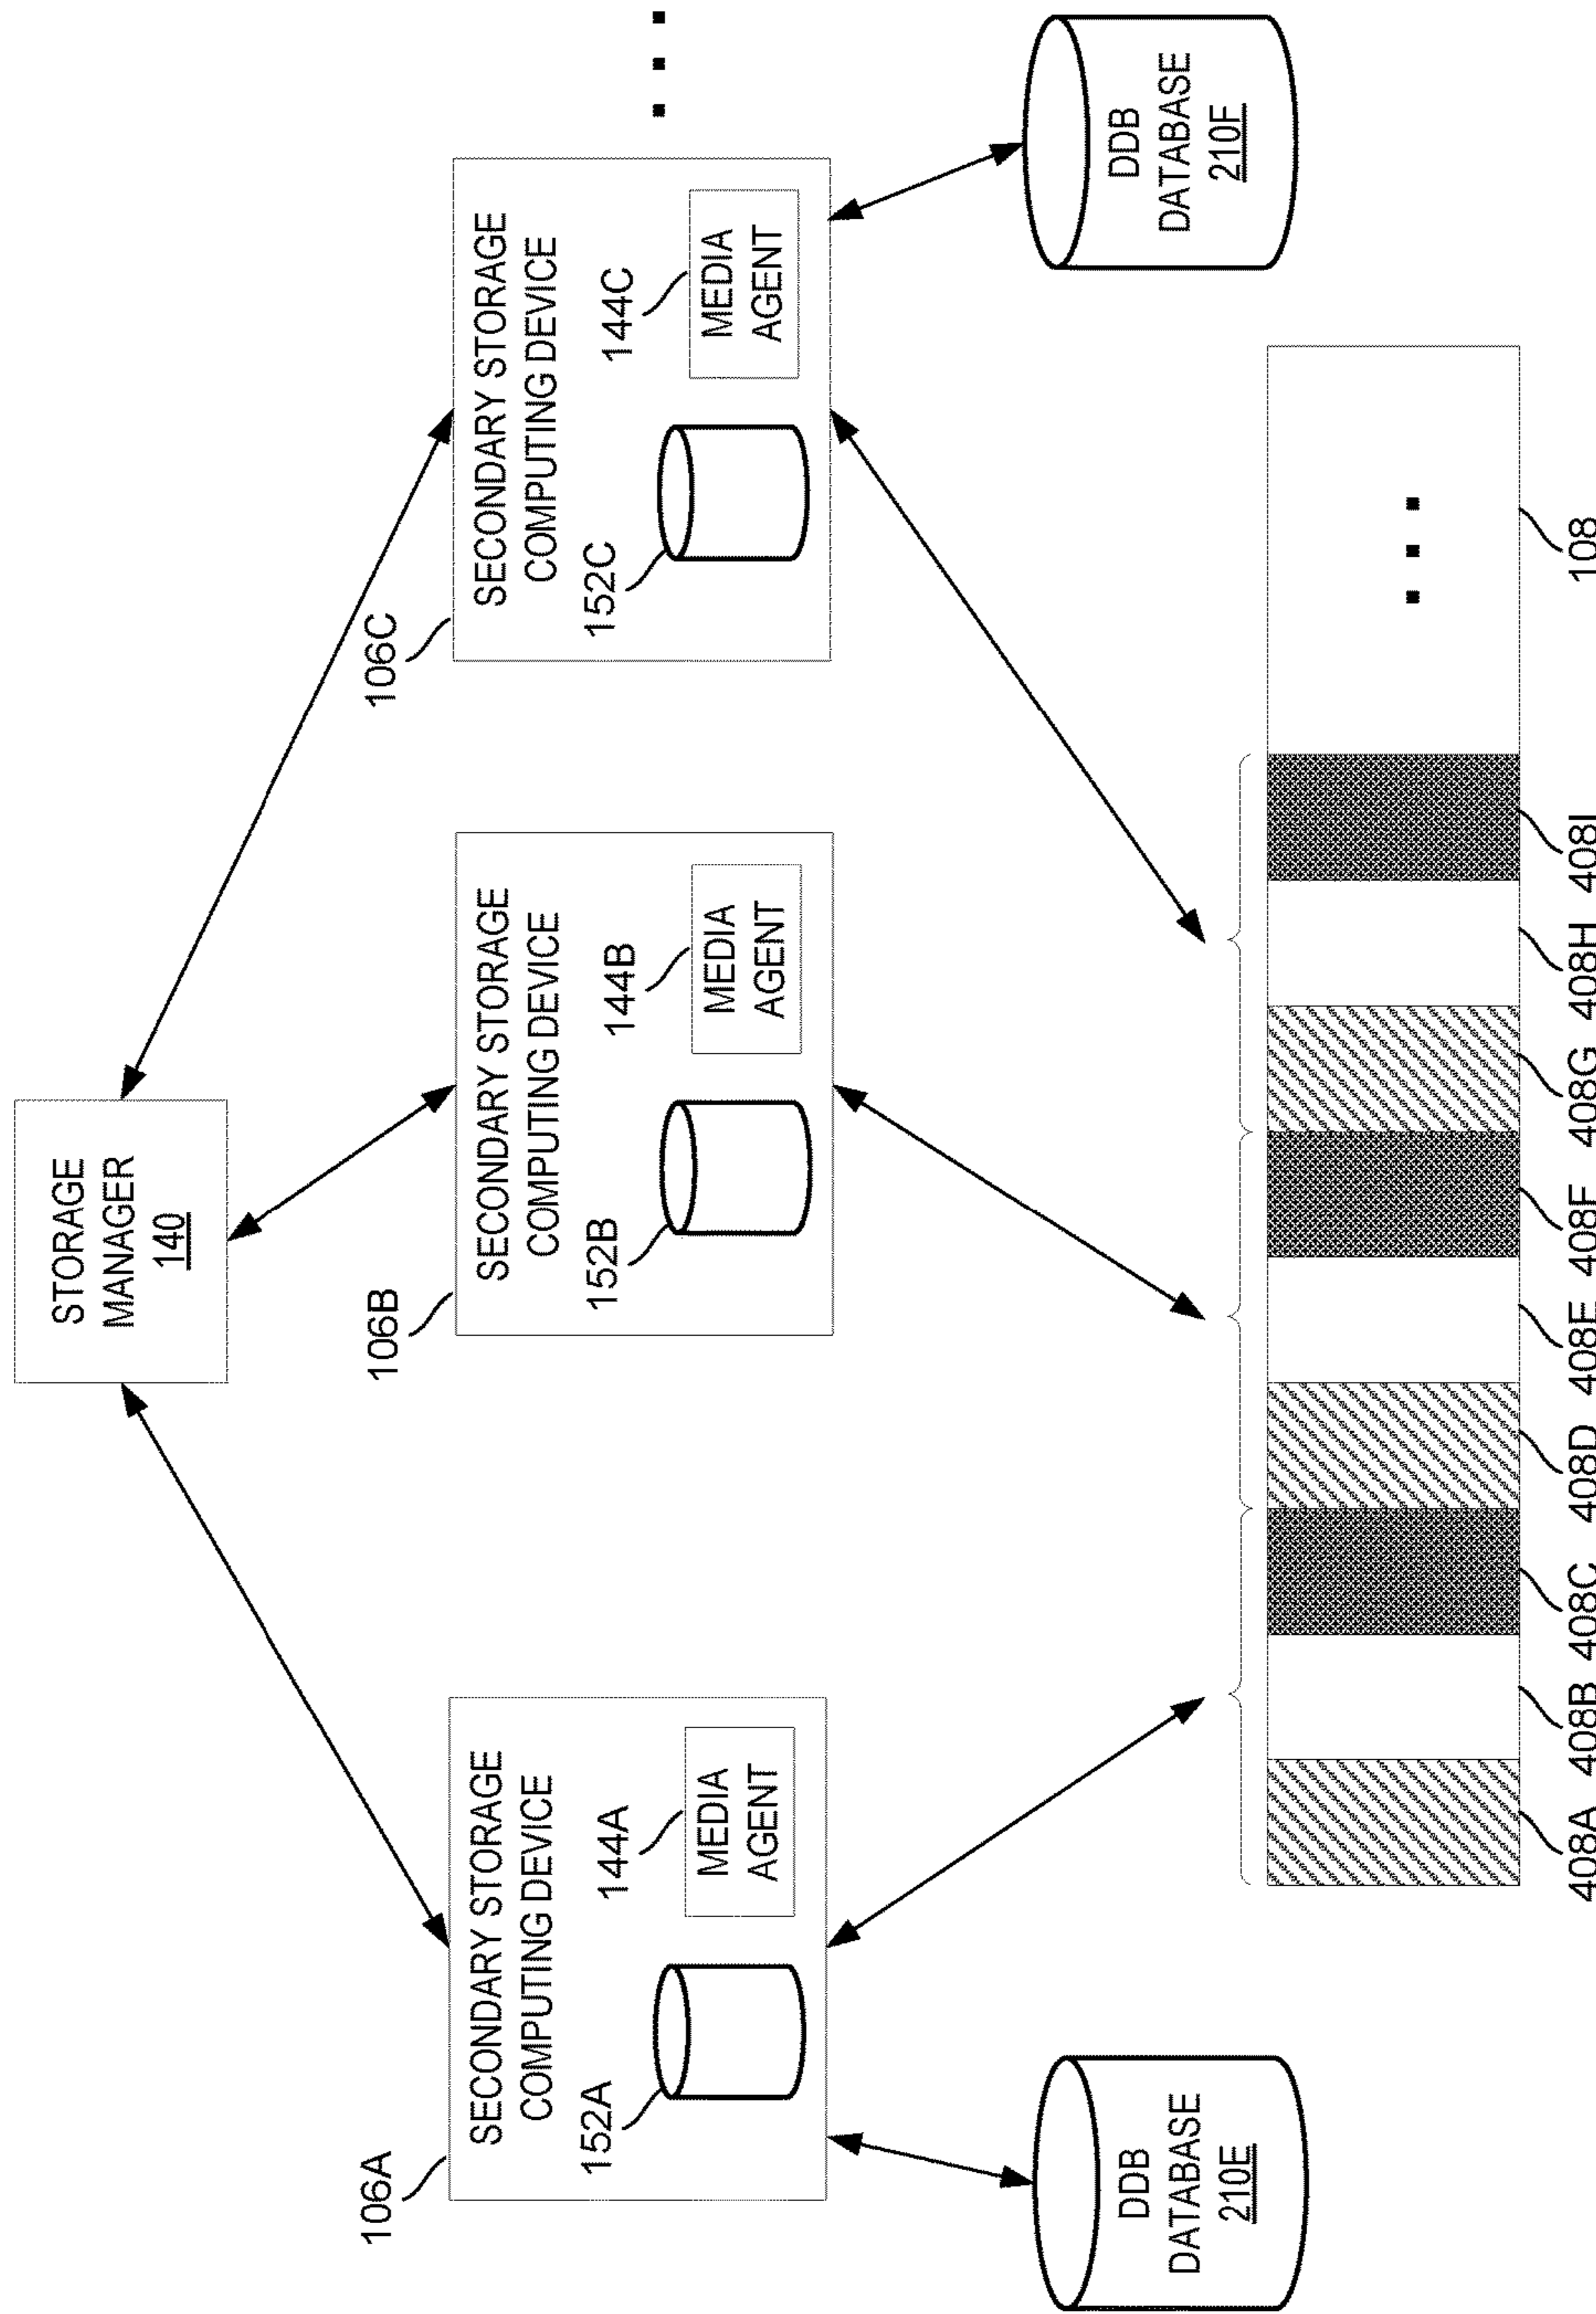 STORAGE
MANAGER
140
106A
SECONDARY STORAGE
COMPUTING DEVICE
152A
144A
MEDIA
AGENT
106B
SECONDARY STORAGE
COMPUTING DEVICE
152B
144B
MEDIA
AGENT
106C
SECONDARY STORAGE
COMPUTING DEVICE
152C
144C
MEDIA
AGENT
DDB
DATABASE
210E
DDB
DATABASE
210F
408A 408B 408C 408D 408E 408F 408G 408H 408I 108